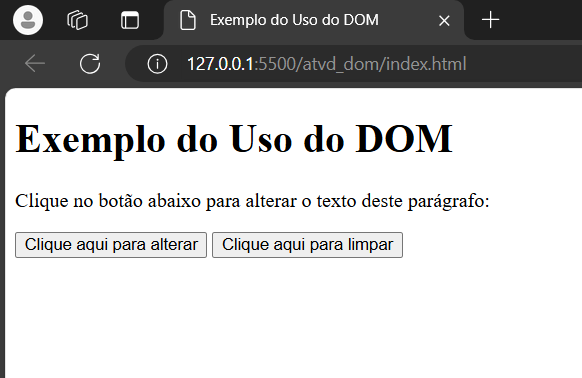 Exemplo do Uso do DOM
127.0.0.1:5500/atvd_dom/index.html
Exemplo do Uso do DOM
Clique no botão abaixo para alterar o texto deste parágrafo:
Clique aqui para alterar Clique aqui para limpar